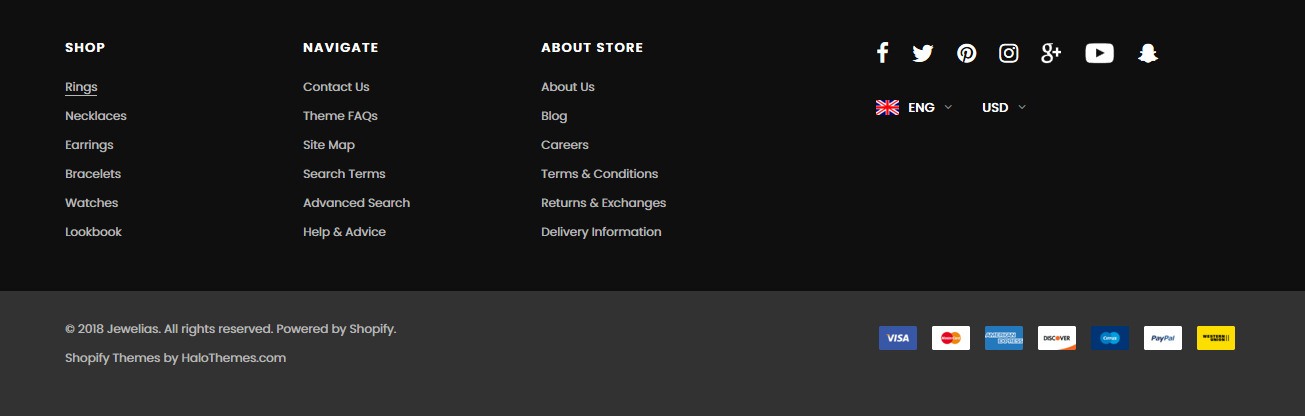 SHOP
Rings
Necklaces
Earrings
Bracelets
Watches
Lookbook
NAVIGATE
Contact Us
Theme FAQs
Site Map
Search Terms
Advanced Search
Help & Advice
ABOUT STORE
About Us
Blog
Careers
Terms & Conditions
Returns & Exchanges
Delivery Information
ENG USD
© 2018 Jewelias. All rights reserved. Powered by Shopify.
Shopify Themes by HaloThemes.com
VISA MasterCard AMERICAN EXPRESS DISCOVER Cirrus PayPal WESTERN UNION